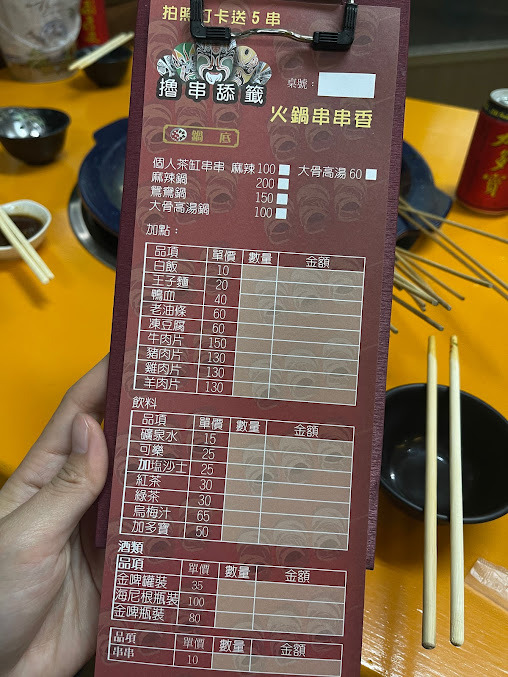 拍照打卡送5串
擼串舔籤
桌號：
火鍋串串香
鍋底
個人茶缸串串 麻辣100 大骨高湯60
麻辣鍋 200
鴛鴦鍋 150
大骨高湯鍋 100
加點：
品項 單價 數量 金額
白飯 10
王子麵 20
鴨血 40
老油條 60
凍豆腐 60
牛肉片 150
豬肉片 130
雞肉片 130
羊肉片 130
飲料
品項 單價 數量 金額
礦泉水 15
可樂 25
加塩沙士 25
紅茶 30
綠茶 30
烏梅汁 65
加多寶 50
酒類
品項 單價 數量 金額
金啤罐裝 35
海尼根瓶裝 100
金啤瓶裝 80
品項 單價 數量 金額
串串 10